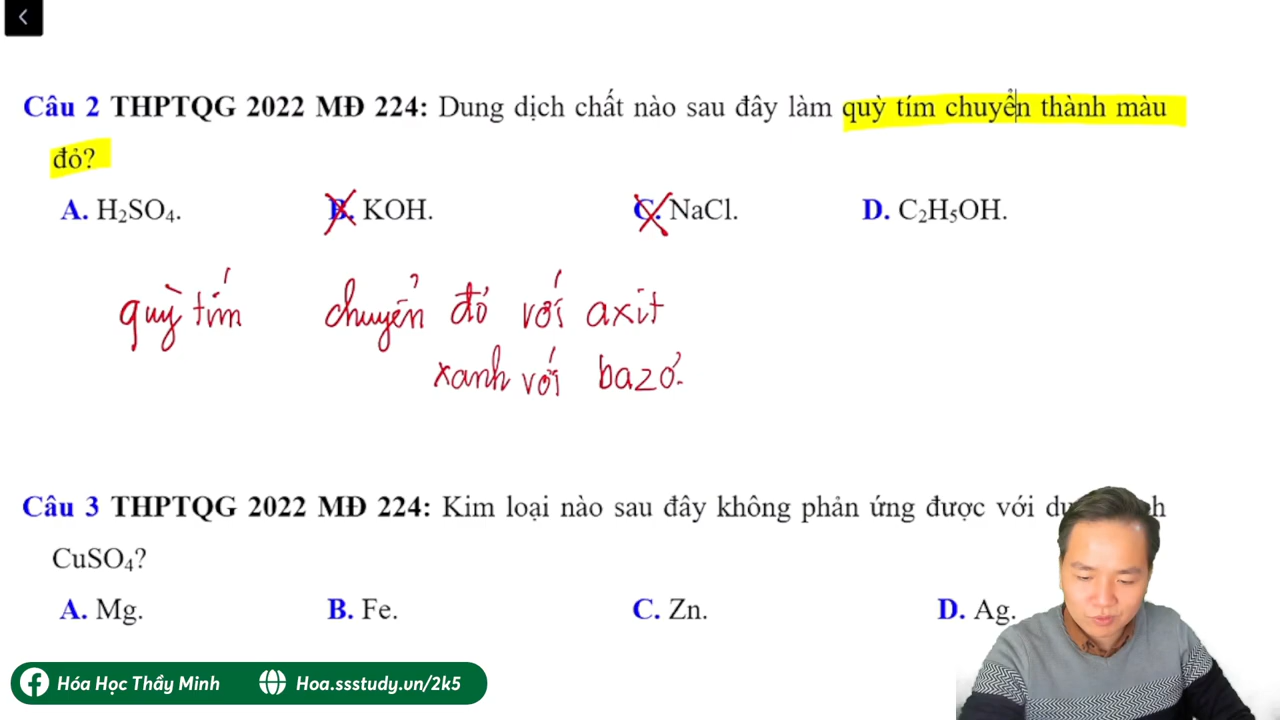 Câu 2 THPTQG 2022 MĐ 224: Dung dịch chất nào sau đây làm quỳ tím chuyển thành màu
đỏ?
A. H₂SO₄. B. KOH. C. NaCl. D. C₂H₅OH.
quỳ tím chuyển đỏ với axit
xanh với bazơ.
Câu 3 THPTQG 2022 MĐ 224: Kim loại nào sau đây không phản ứng được với
CuSO₄?
A. Mg. B. Fe. C. Zn. D. Ag.
Hóa Học Thầy Minh Hoa.ssstudy.vn/2k5